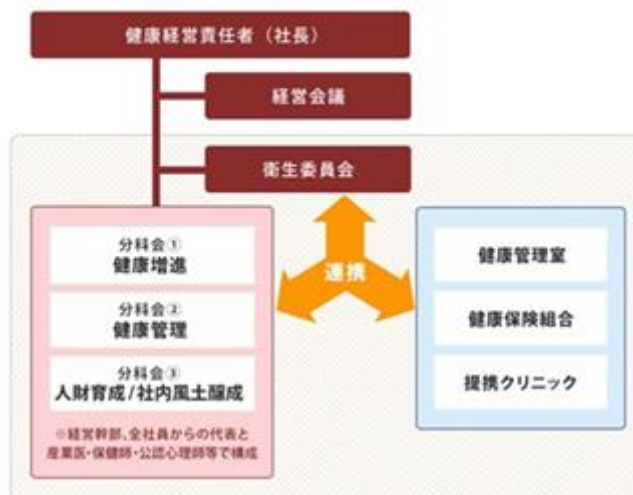 健康経営責任者（社長）
経営会議
衛生委員会
分科会①
健康増進
分科会②
健康管理
分科会③
人財育成/社内風土醸成
※経営幹部、全社員からの代表と
産業医・保健師・公認心理師等で構成
連携
健康管理室
健康保険組合
提携クリニック